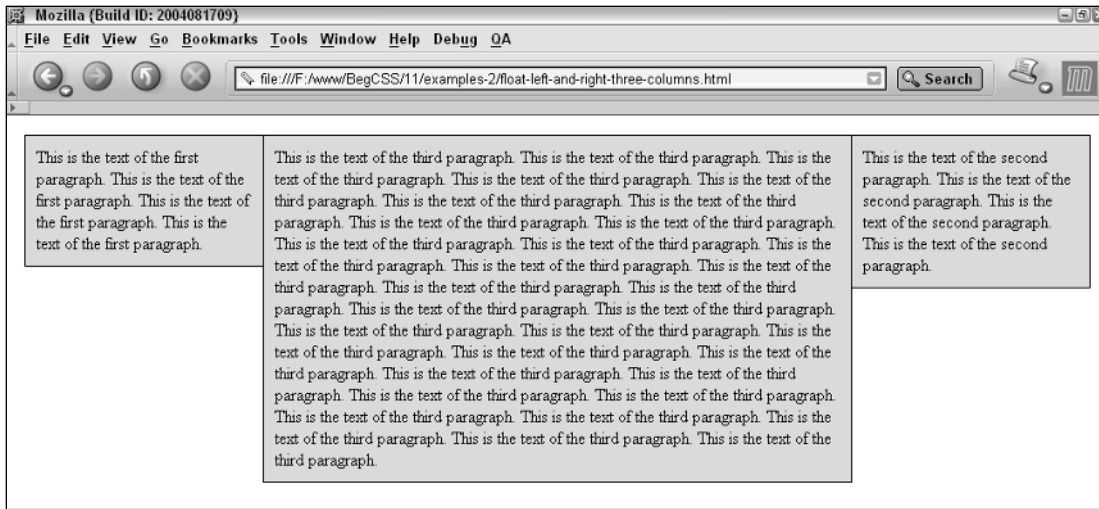 Mozilla {Build ID: 2004081709}
File Edit View Go Bookmarks Tools Window Help Debug QA
file:///F:/www/BegCSS/11/examples-2/float-left-and-right-three-columns.html
Search
This is the text of the first
paragraph. This is the text of the
first paragraph. This is the text of
the first paragraph. This is the
text of the first paragraph.
This is the text of the third paragraph. This is the text of the third paragraph. This is the
text of the third paragraph. This is the text of the third paragraph. This is the text of the
third paragraph. This is the text of the third paragraph. This is the text of the third
paragraph. This is the text of the third paragraph. This is the text of the third paragraph.
This is the text of the third paragraph. This is the text of the third paragraph. This is the
text of the third paragraph. This is the text of the third paragraph. This is the text of the
third paragraph. This is the text of the third paragraph. This is the text of the third
paragraph. This is the text of the third paragraph. This is the text of the third paragraph.
This is the text of the third paragraph. This is the text of the third paragraph. This is the
text of the third paragraph. This is the text of the third paragraph. This is the text of the
third paragraph. This is the text of the third paragraph. This is the text of the third
paragraph. This is the text of the third paragraph. This is the text of the third paragraph.
This is the text of the third paragraph. This is the text of the third paragraph. This is the
text of the third paragraph. This is the text of the third paragraph. This is the text of the
third paragraph.
This is the text of the second
paragraph. This is the text of the
second paragraph. This is the
text of the second paragraph.
This is the text of the second
paragraph.